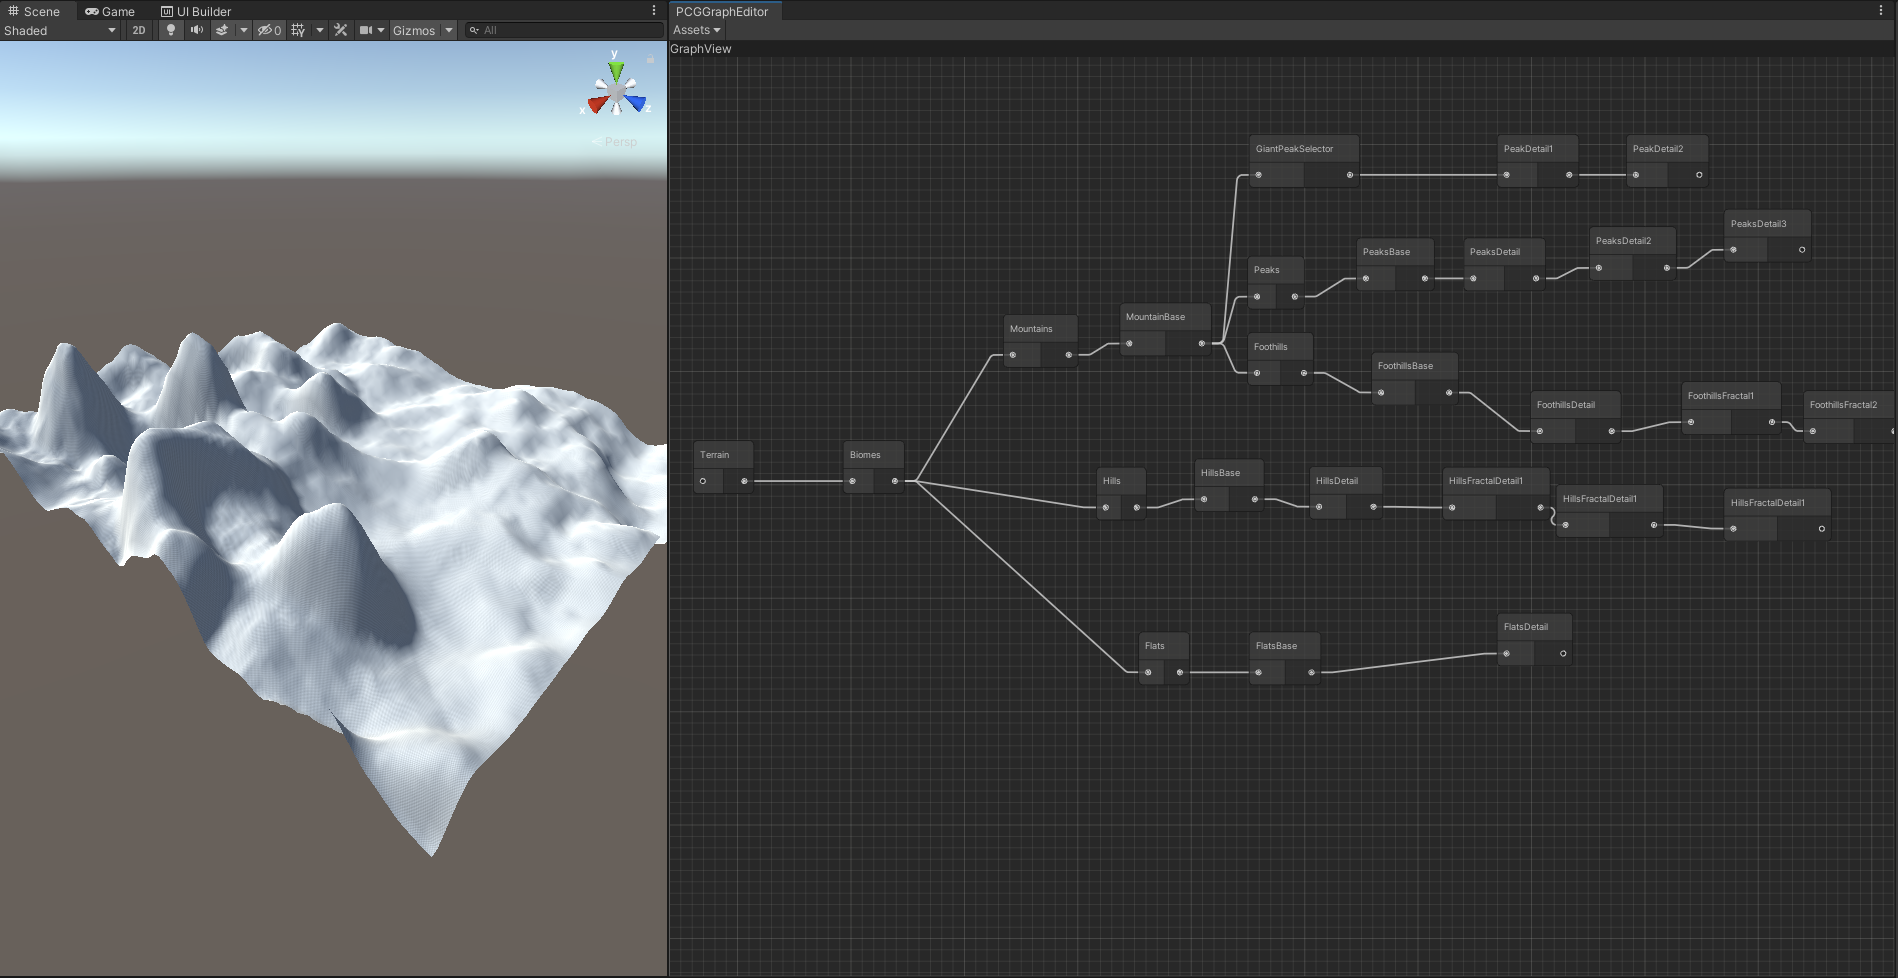 Scene
Game
UI Builder
Shaded
2D
0
Gizmos
All
y
x
z
Persp
PCGGraphEditor
Assets
GraphView
GiantPeakSelector
PeakDetail1
PeakDetail2
PeaksDetail3
PeaksDetail2
PeaksBase
PeaksDetail
Peaks
MountainBase
Mountains
Foothills
FoothillsBase
FoothillsDetail
FoothillsFractal1
FoothillsFractal2
Terrain
Biomes
Hills
HillsBase
HillsDetail
HillsFractalDetail1
HillsFractalDetail1
HillsFractalDetail1
Flats
FlatsBase
FlatsDetail